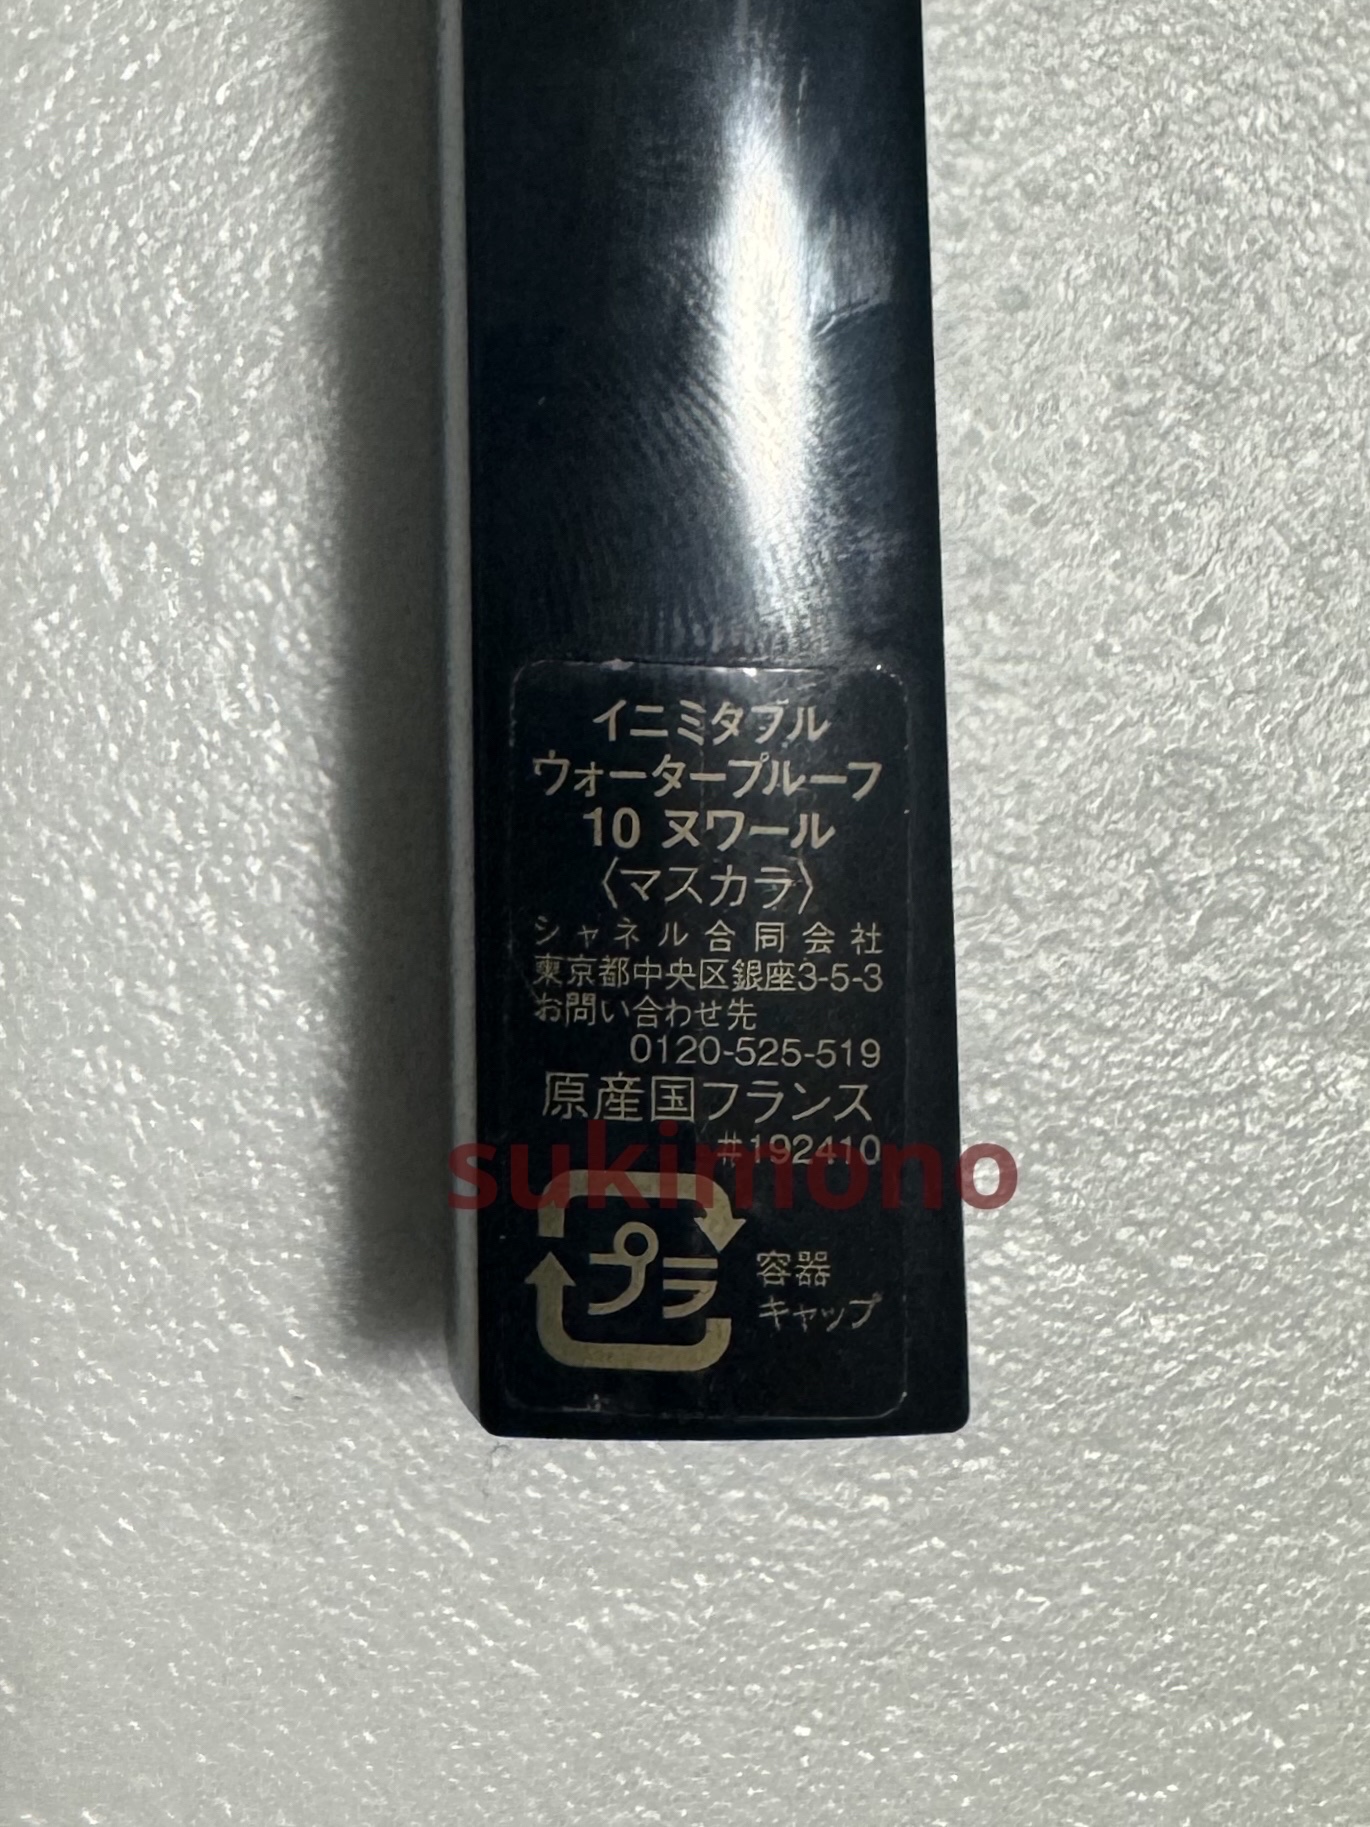 イニミタブル
ウォータープルーフ
10 ヌワール
〈マスカラ〉
シャネル合同会社
東京都中央区銀座3-5-3
お問い合わせ先
0120-525-519
原産国フランス
#192410
sukimono
プラ
容器
キャップ